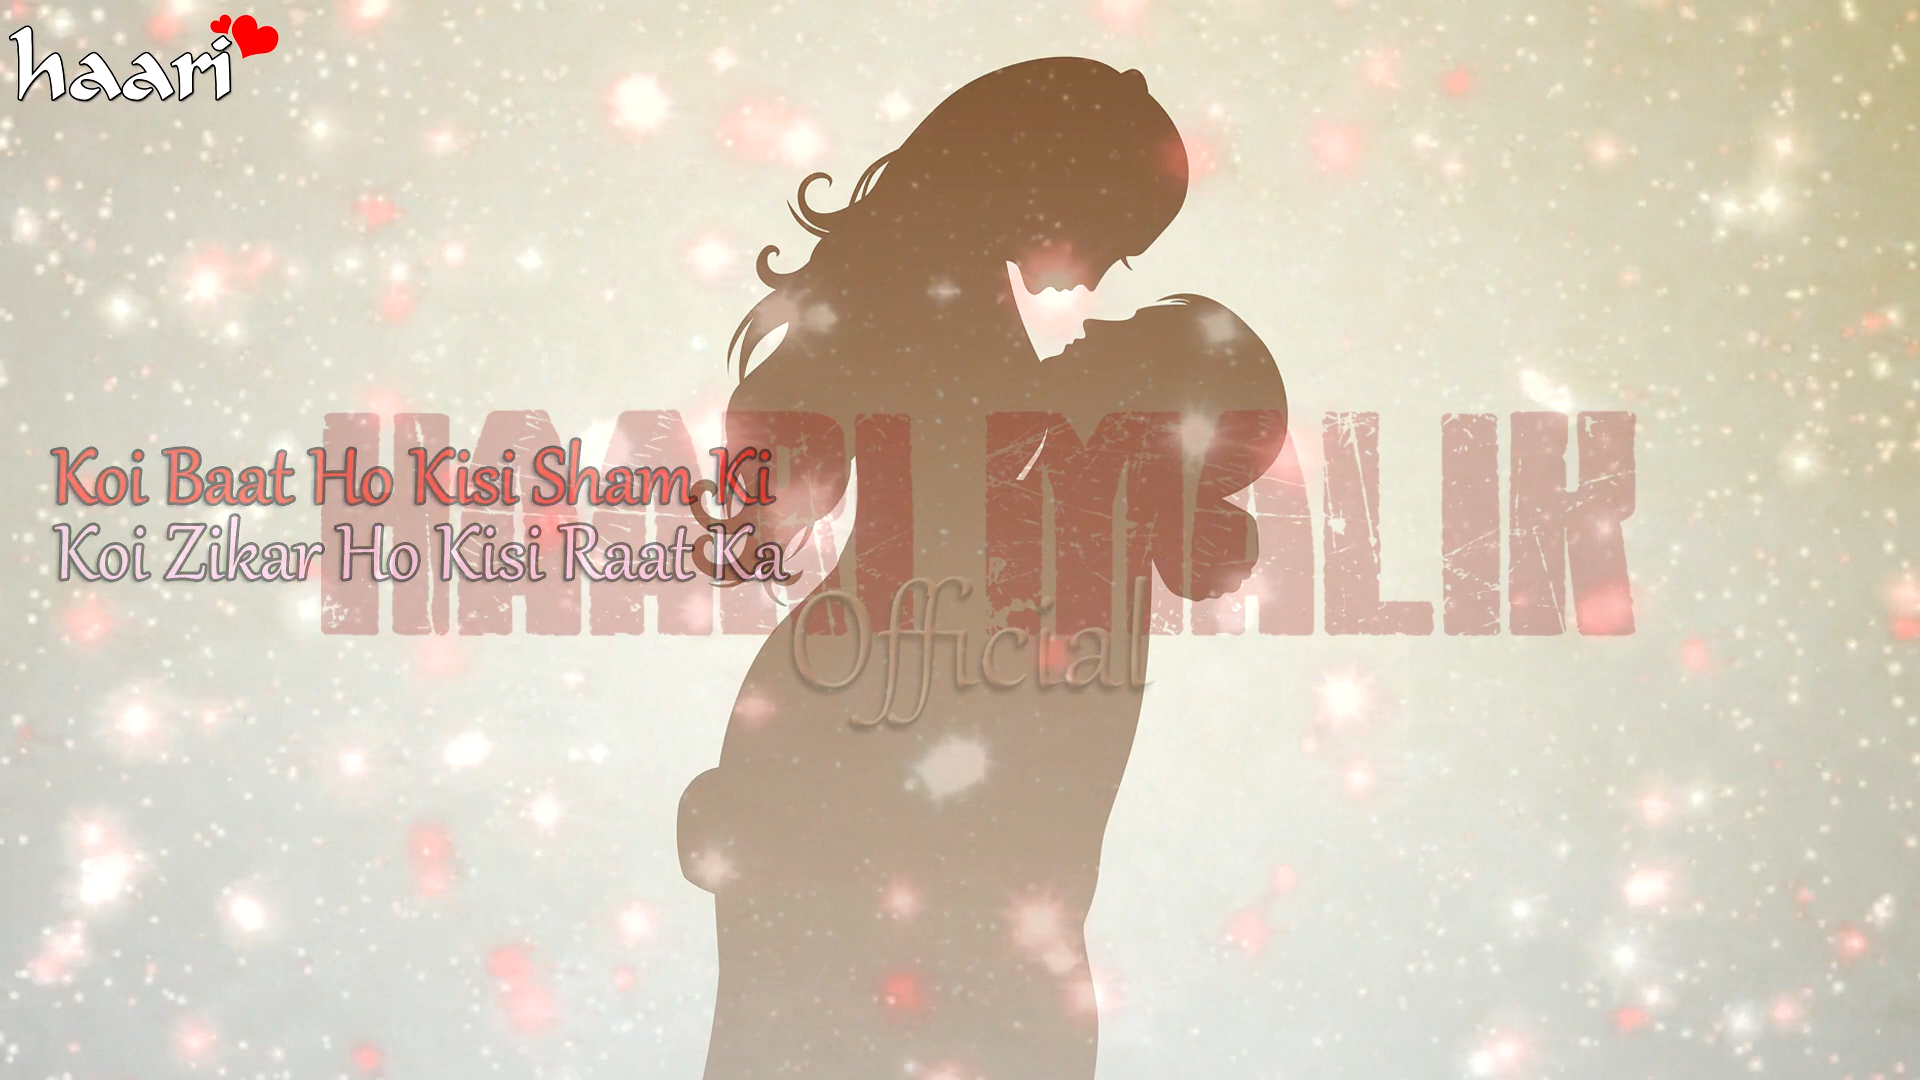 haari
HAARI MALIK
Koi Baat Ho Kisi Sham Ki
Koi Zikar Ho Kisi Raat Ka
Official